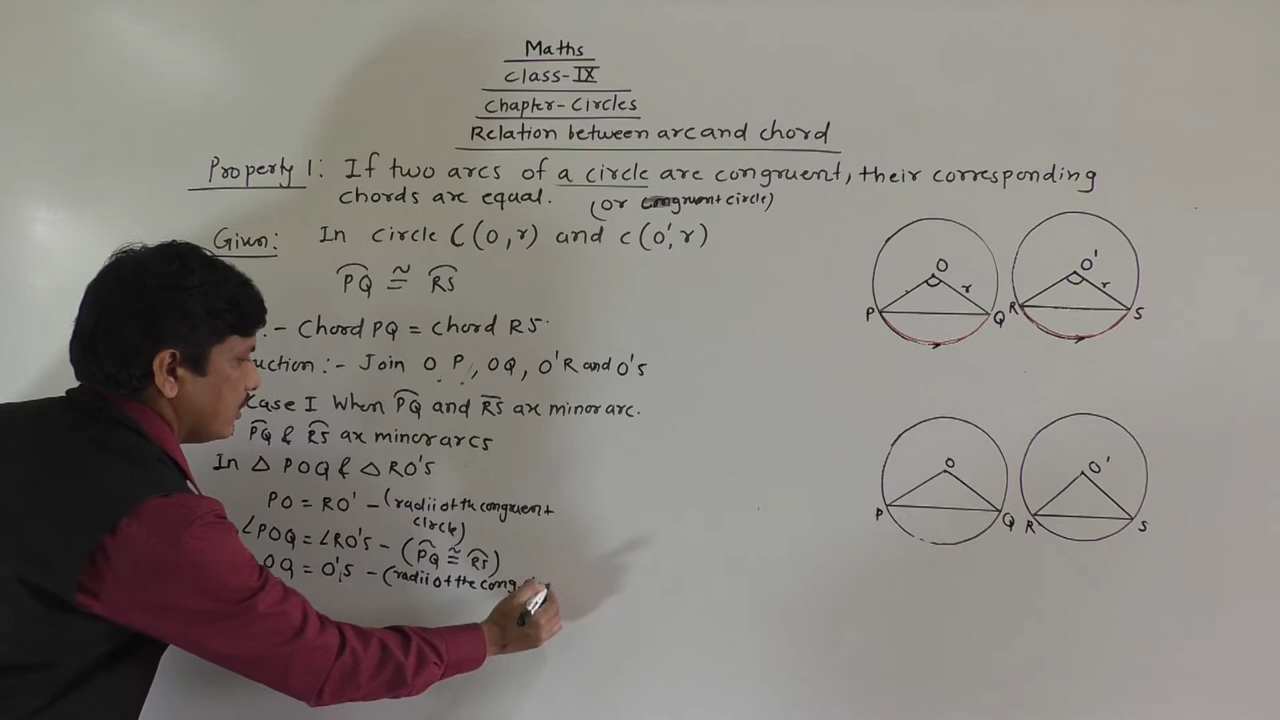 Maths
Class-IX
Chapter-Circles
Relation between arc and chord
Property 1: If two arcs of a circle are congruent, their corresponding
chords are equal. (or congruent circle)
Given: In circle C(O,r) and C(O',r)
PQ ≅ RS
:- Chord PQ = chord RS.
uction :- Join O P, OQ, O'R and O'S
Case I When PQ and RS are minor arc.
PQ & RS are minor arcs
In △ POQ & △ RO'S
PO = RO' - (radii of the congruent
circle)
∠POQ = ∠RO'S - (PQ ≅ RS)
OQ = O'S - (radii of the cong
O
r
P
Q
O'
r
R
S
O
P
Q
O'
R
S